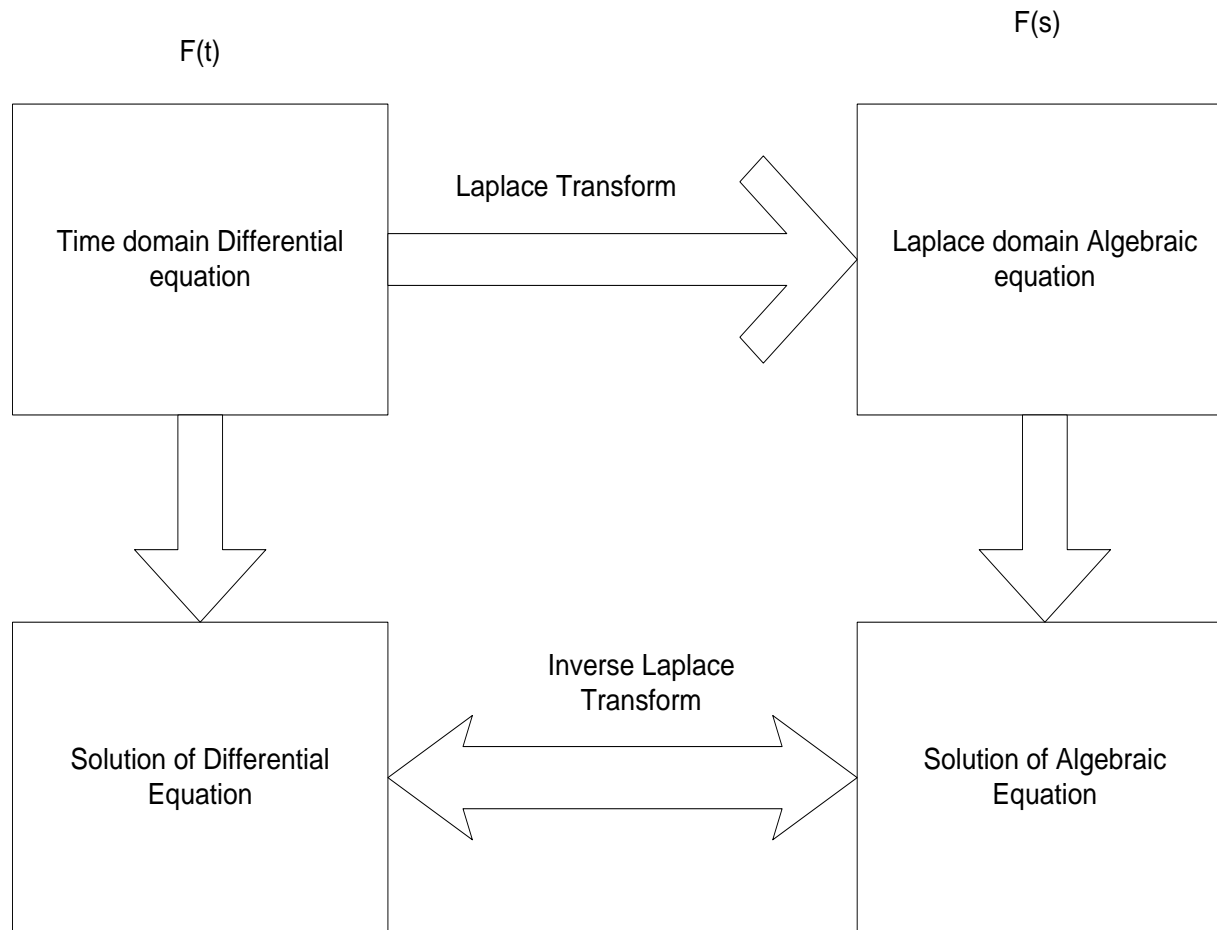 F(t)
F(s)
Laplace Transform
Time domain Differential
equation
Laplace domain Algebraic
equation
Inverse Laplace
Transform
Solution of Differential
Equation
Solution of Algebraic
Equation